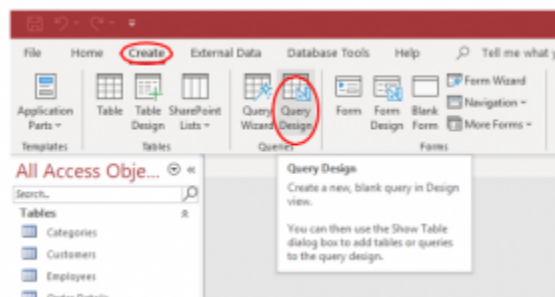 File Home Create External Data Database Tools Help Tell me what
Application Parts
Table
Table Design
SharePoint Lists
Query Wizard
Query Design
Form
Form Design
Blank Form
Form Wizard
Navigation
More Forms
Templates Tables Queries Forms
All Access Obje...
Search...
Tables
Categories
Customers
Employees
Order Details
Query Design
Create a new, blank query in Design
view.
You can then use the Show Table
dialog box to add tables or queries
to the query design.